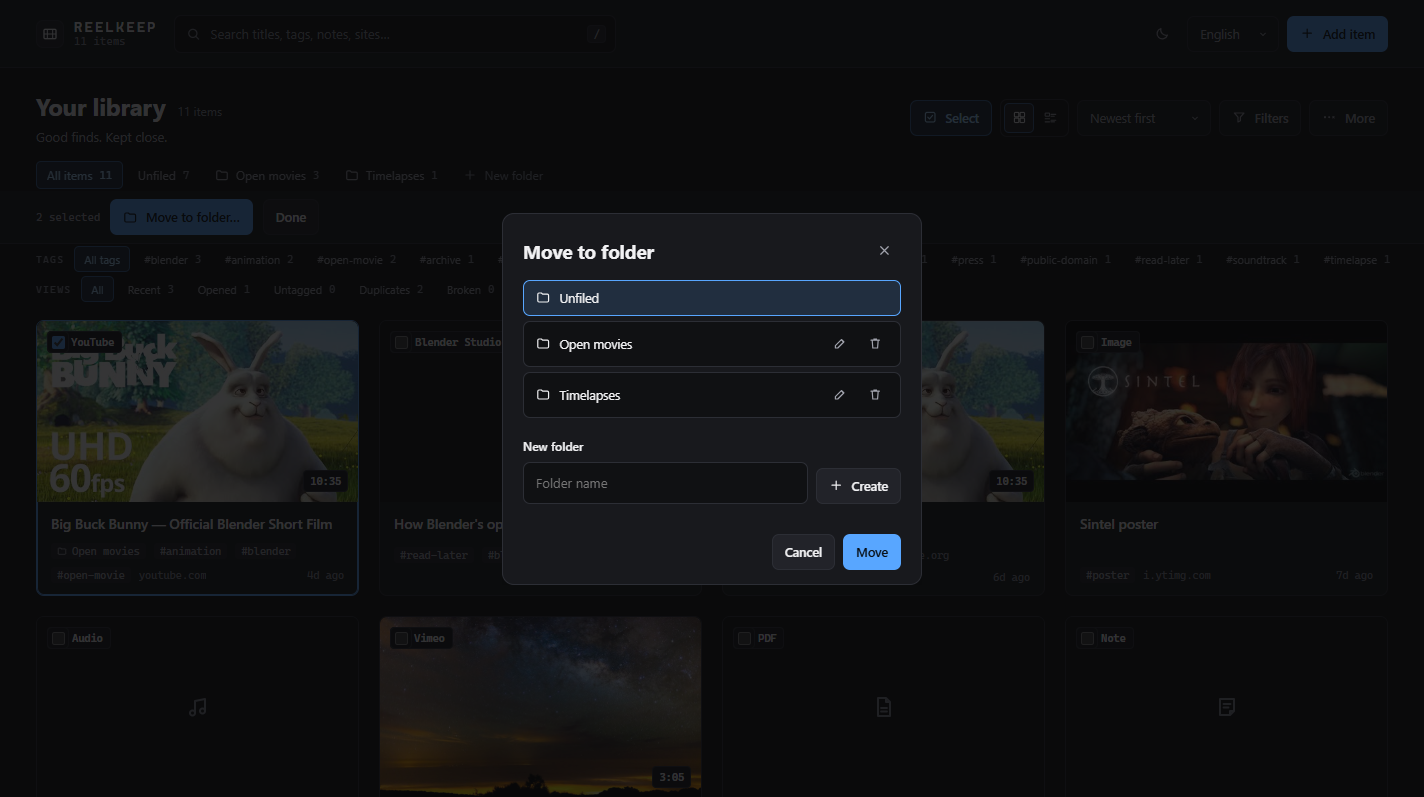 REELKEEP
11 items
Search titles, tags, notes, sites...
/
English
+ Add item
Your library 11 items
Good finds. Kept close.
Select
Newest first
Filters
··· More
All items 11
Unfiled 7
Open movies 3
Timelapses 1
+ New folder
2 selected
Move to folder...
Done
TAGS All tags #blender 3 #animation 2 #open-movie 2 #archive 1 #press 1 #public-domain 1 #read-later 1 #soundtrack 1 #timelapse 1
VIEWS All Recent 3 Opened 1 Untagged 0 Duplicates 2 Broken 0
Move to folder
Unfiled
Open movies
Timelapses
New folder
Folder name
+ Create
Cancel
Move
YouTube
BIG BUCK
BUNNY
UHD
60fps
10:35
Big Buck Bunny — Official Blender Short Film
Open movies #animation #blender
#open-movie youtube.com 4d ago
Blender Studio
How Blender's op
#read-later
10:35
.org
6d ago
Image
SINTEL
Sintel poster
#poster i.ytimg.com 7d ago
Audio
Vimeo
3:05
PDF
Note